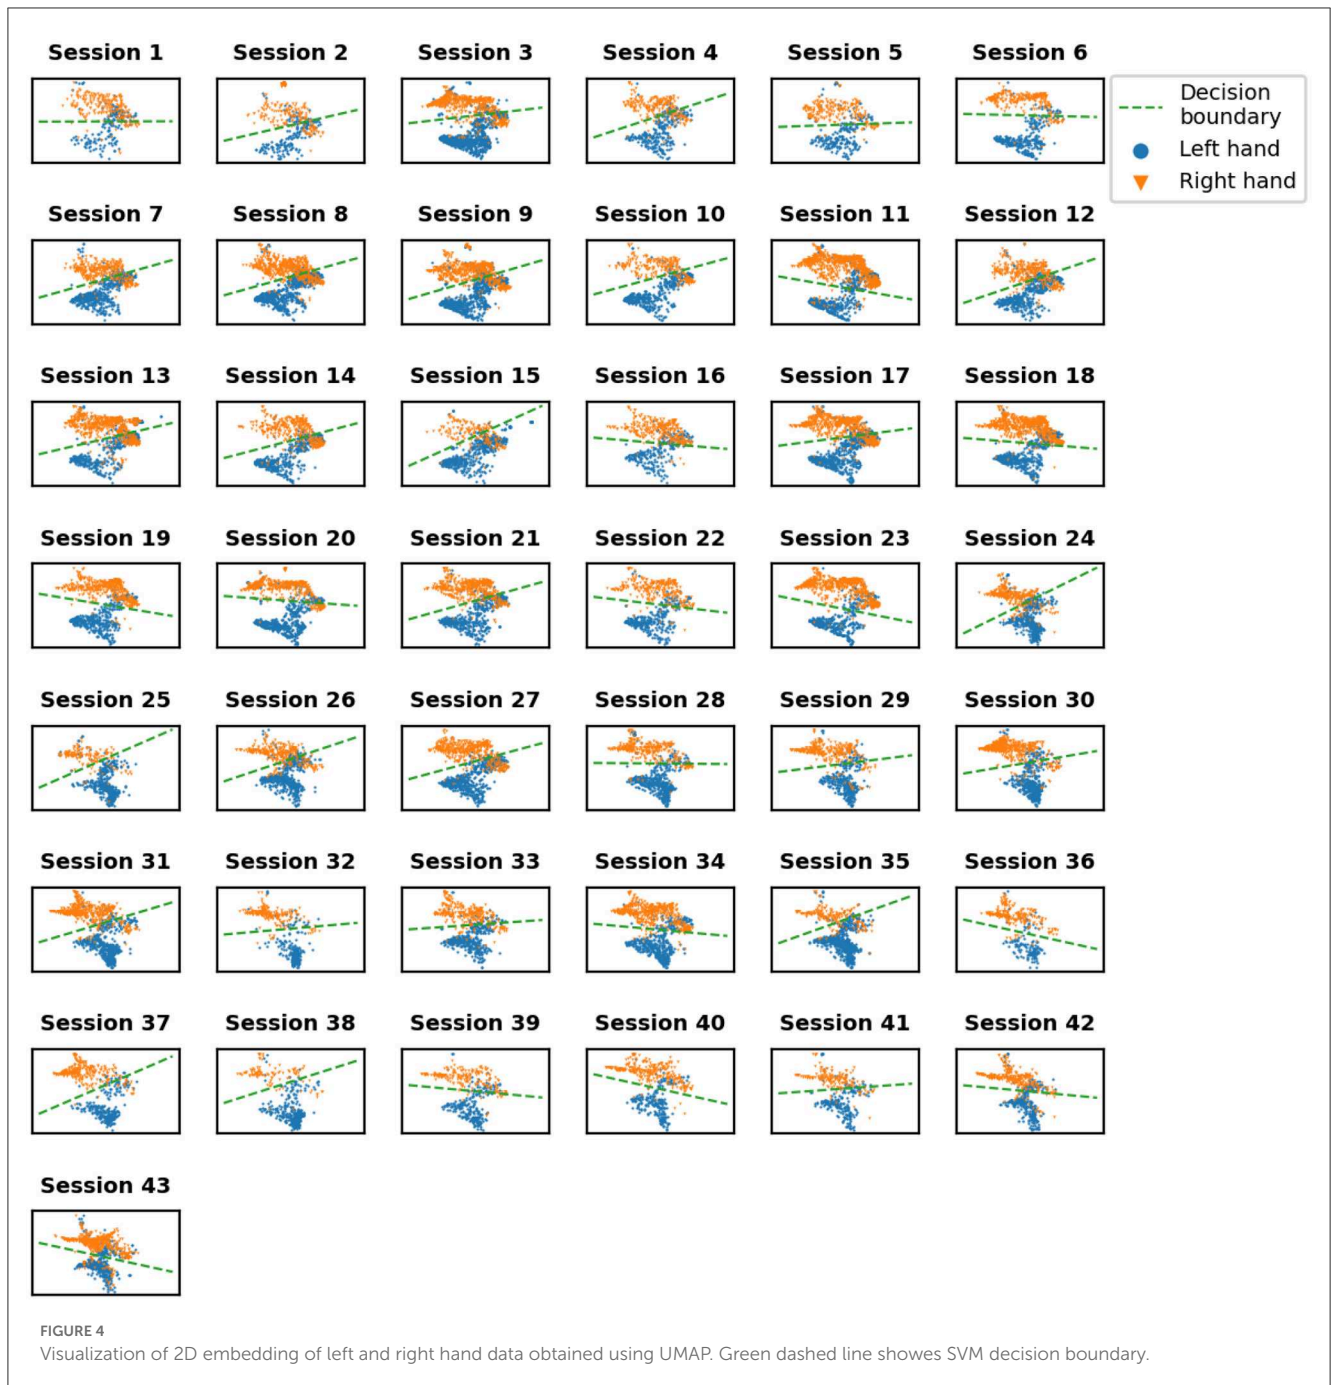 Session 1
Session 2
Session 3
Session 4
Session 5
Session 6
Decision
boundary
Left hand
Right hand
Session 7
Session 8
Session 9
Session 10
Session 11
Session 12
Session 13
Session 14
Session 15
Session 16
Session 17
Session 18
Session 19
Session 20
Session 21
Session 22
Session 23
Session 24
Session 25
Session 26
Session 27
Session 28
Session 29
Session 30
Session 31
Session 32
Session 33
Session 34
Session 35
Session 36
Session 37
Session 38
Session 39
Session 40
Session 41
Session 42
Session 43
FIGURE 4
Visualization of 2D embedding of left and right hand data obtained using UMAP. Green dashed line showes SVM decision boundary.